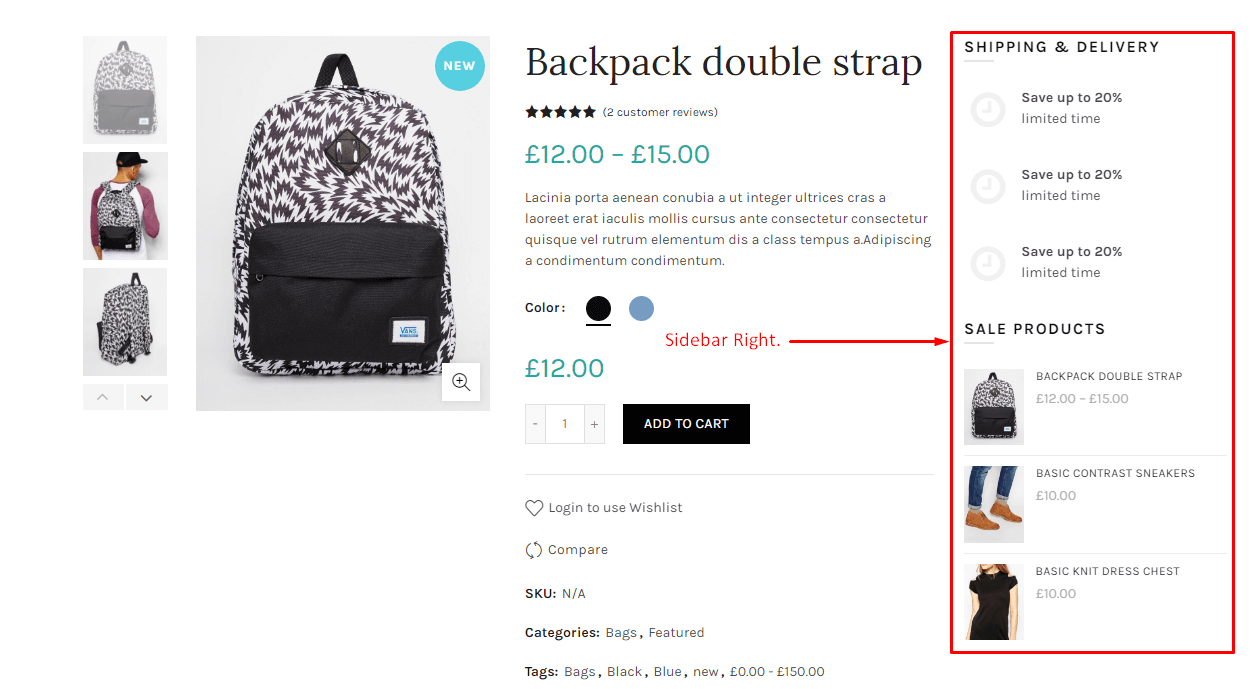 NEW
VANS
Backpack double strap
(2 customer reviews)
£12.00 – £15.00
Lacinia porta aenean conubia a ut integer ultrices cras a
laoreet erat iaculis mollis cursus ante consectetur consectetur
quisque vel rutrum elementum dis a class tempus a.Adipiscing
a condimentum condimentum.
Color:
£12.00
- 1 +
ADD TO CART
Login to use Wishlist
Compare
SKU: N/A
Categories: Bags, Featured
Tags: Bags, Black, Blue, new, £0.00 - £150.00
Sidebar Right.
SHIPPING & DELIVERY
Save up to 20%
limited time
Save up to 20%
limited time
Save up to 20%
limited time
SALE PRODUCTS
BACKPACK DOUBLE STRAP
£12.00 – £15.00
BASIC CONTRAST SNEAKERS
£10.00
BASIC KNIT DRESS CHEST
£10.00